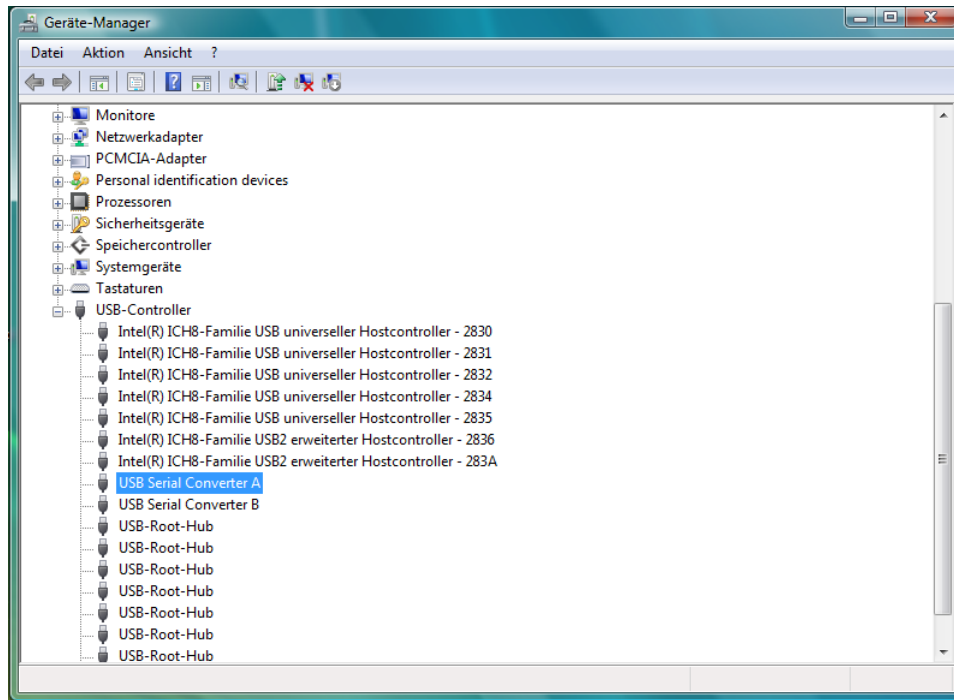 Geräte-Manager
Datei Aktion Ansicht ?
Monitore
Netzwerkadapter
PCMCIA-Adapter
Personal identification devices
Prozessoren
Sicherheitsgeräte
Speichercontroller
Systemgeräte
Tastaturen
USB-Controller
Intel(R) ICH8-Familie USB universeller Hostcontroller - 2830
Intel(R) ICH8-Familie USB universeller Hostcontroller - 2831
Intel(R) ICH8-Familie USB universeller Hostcontroller - 2832
Intel(R) ICH8-Familie USB universeller Hostcontroller - 2834
Intel(R) ICH8-Familie USB universeller Hostcontroller - 2835
Intel(R) ICH8-Familie USB2 erweiterter Hostcontroller - 2836
Intel(R) ICH8-Familie USB2 erweiterter Hostcontroller - 283A
USB Serial Converter A
USB Serial Converter B
USB-Root-Hub
USB-Root-Hub
USB-Root-Hub
USB-Root-Hub
USB-Root-Hub
USB-Root-Hub
USB-Root-Hub